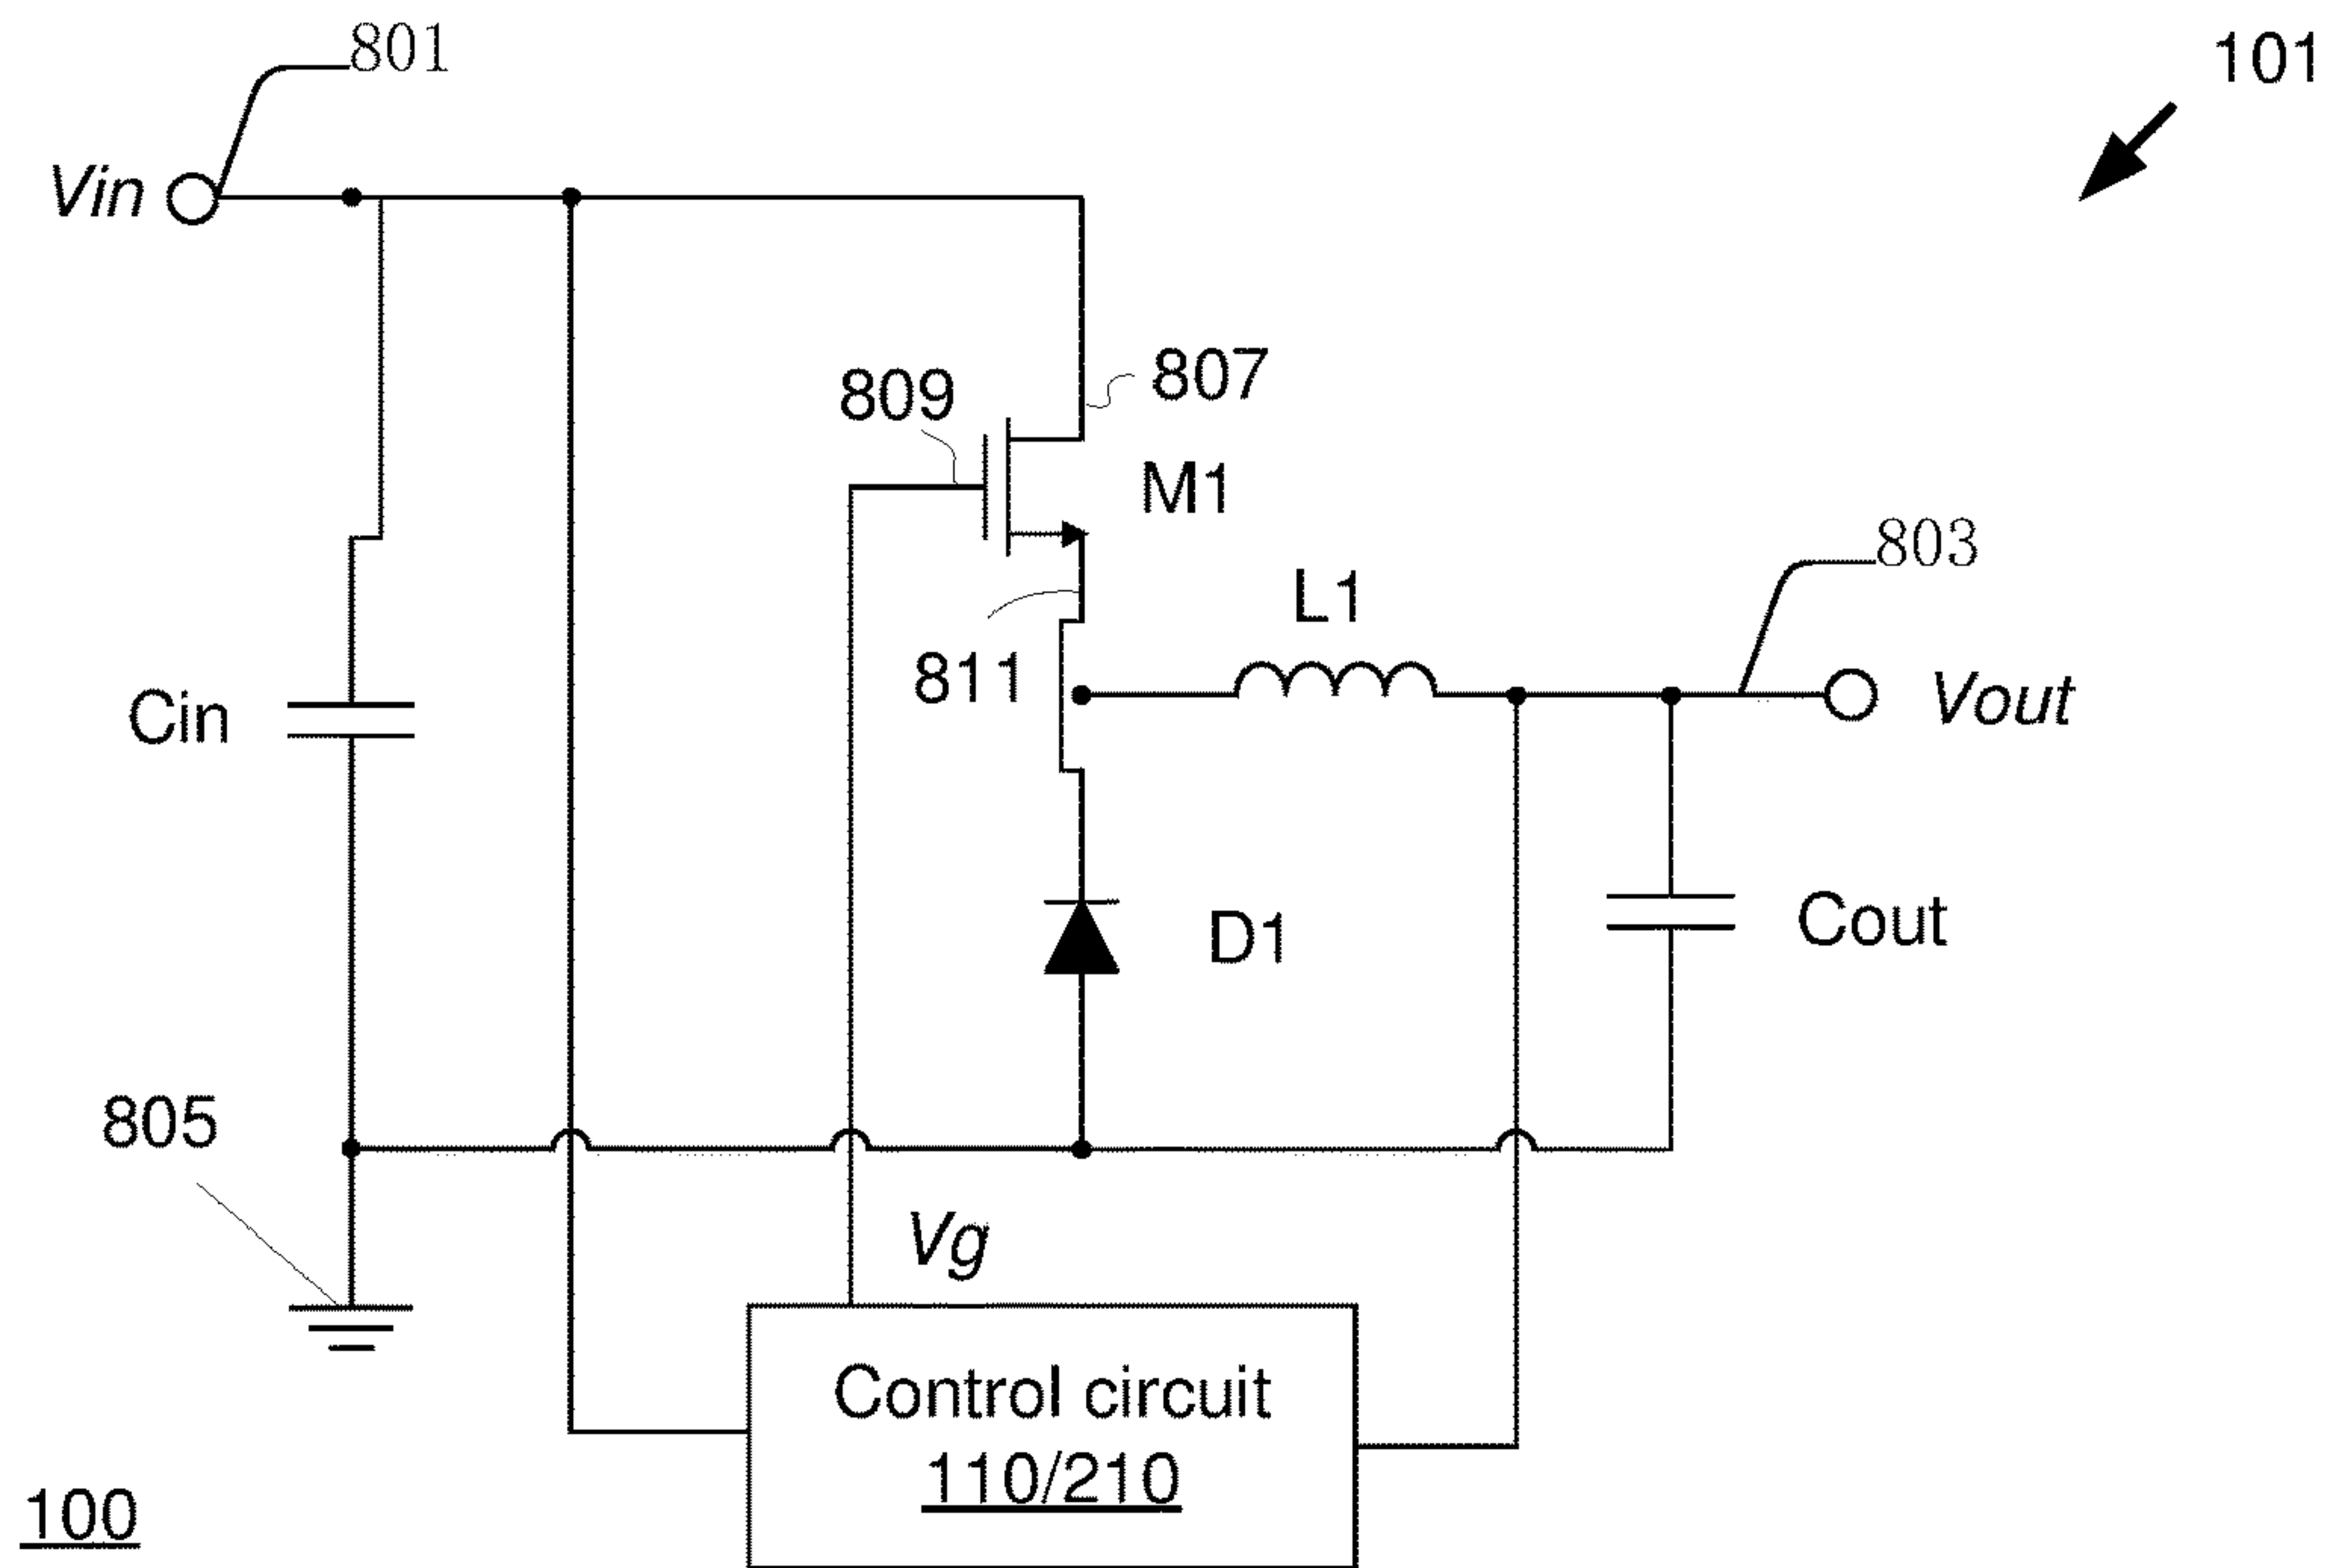 801
101
Vin
807
809
M1
803
L1
811
Vout
Cin
Cout
D1
805
Vg
Control circuit
110/210
100